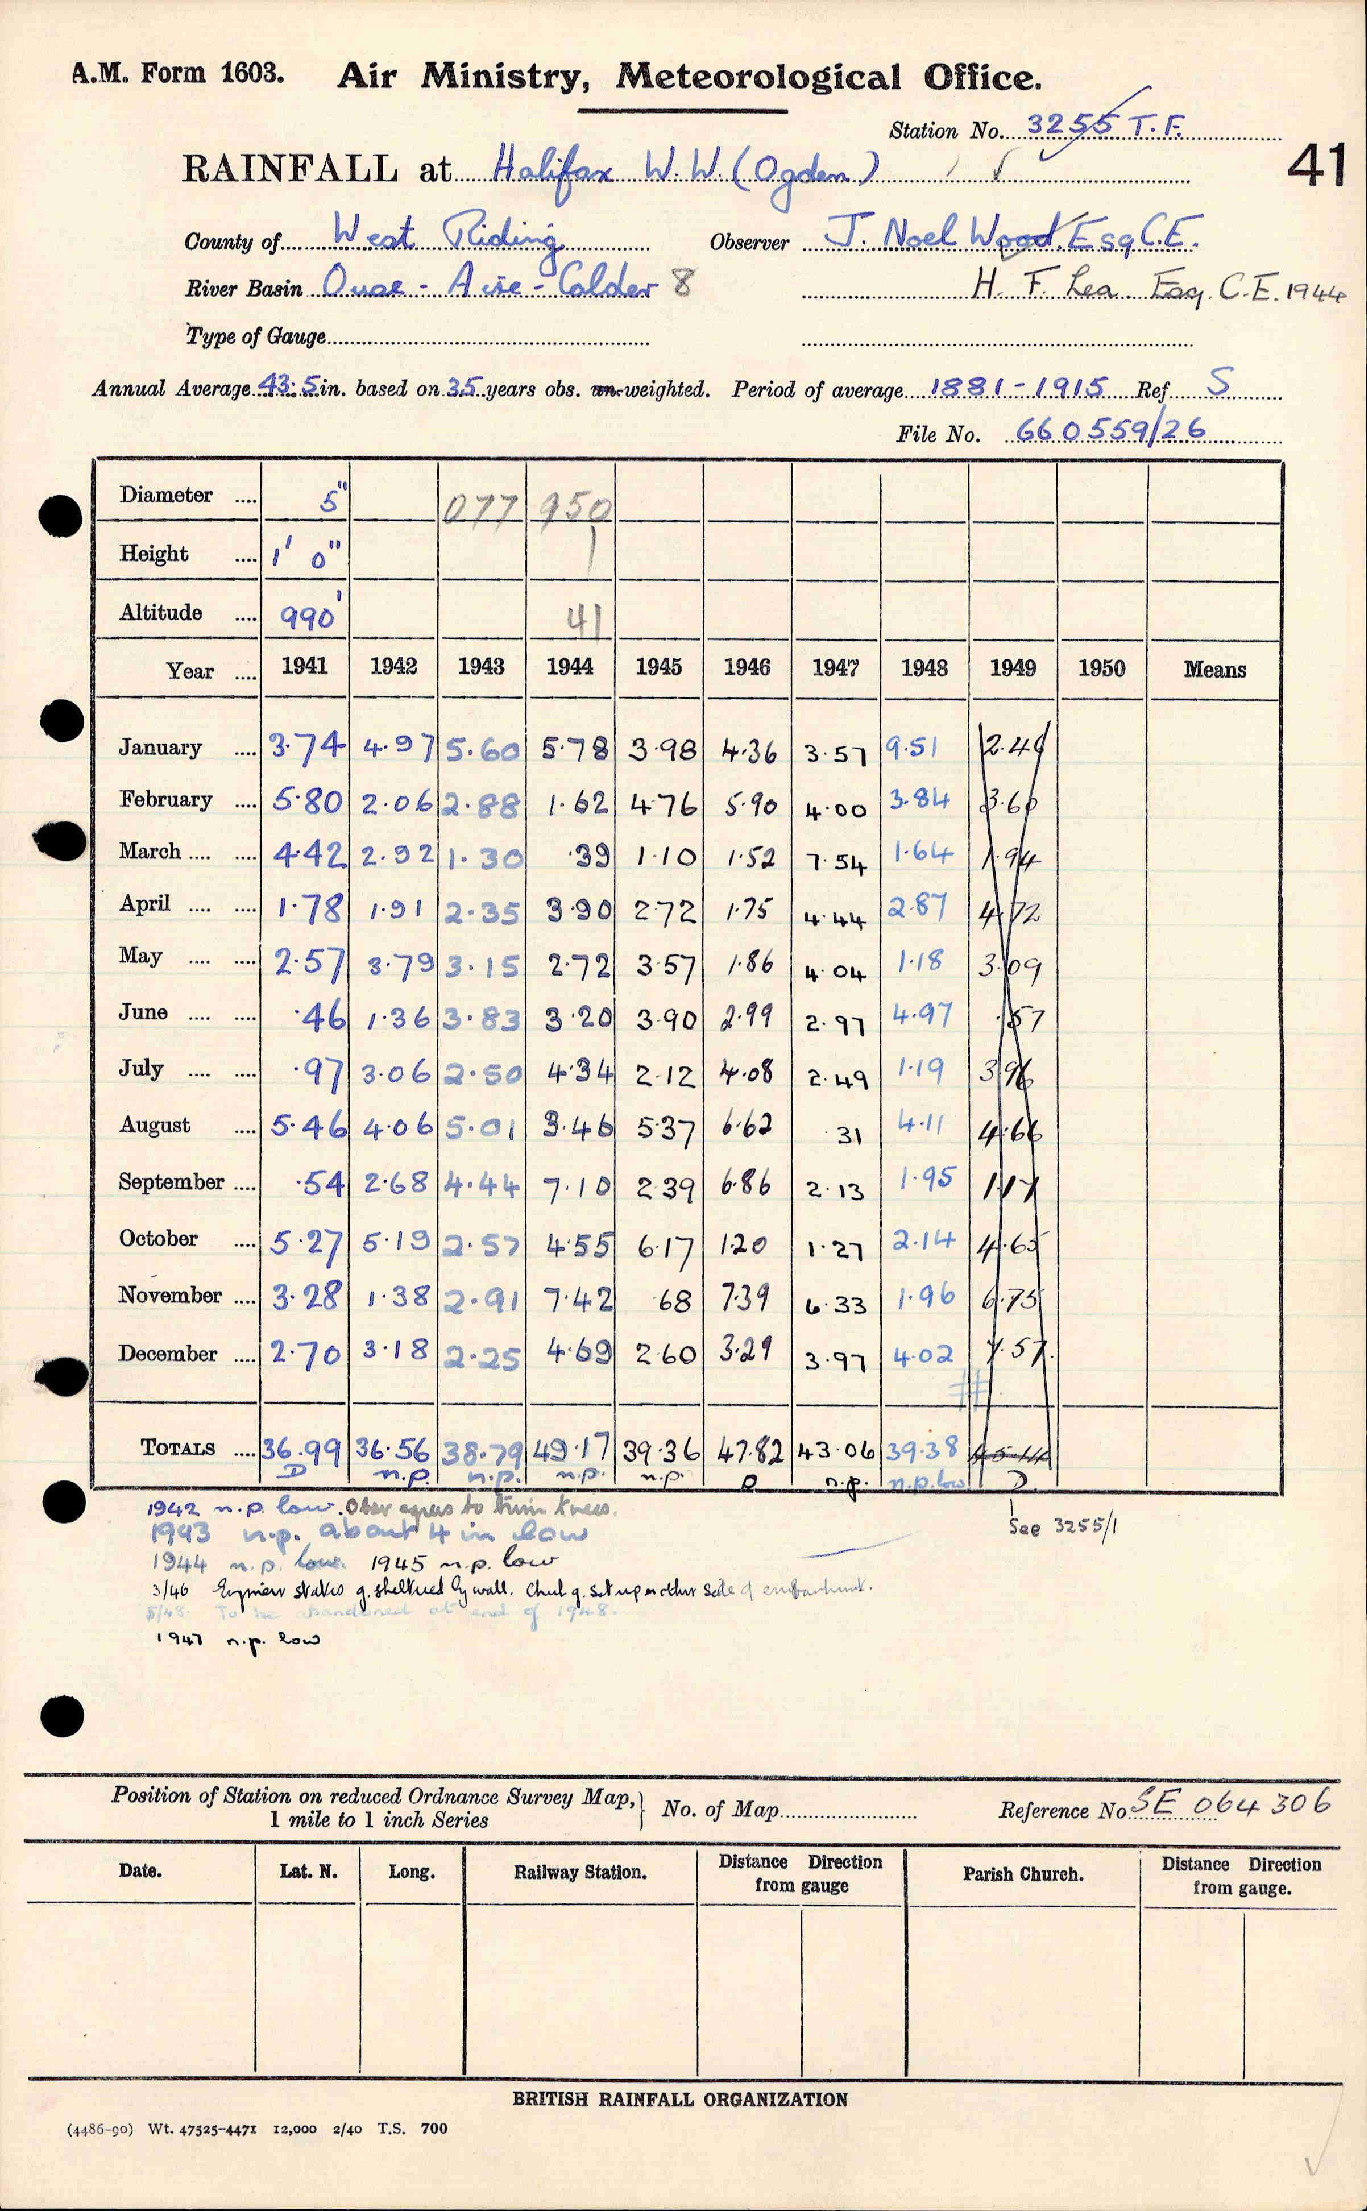 A.M. Form 1603. Air Ministry, Meteorological Office.
Station No. 3255 T.F.
41
RAINFALL at Halifax W.W. (Ogden)
County of West Riding Observer J. Noel Wood. Esq C.E.
River Basin Ouse - Aire - Calder 8 H. F. Lea Esq. C.E. 1944
Type of Gauge
Annual Average 43.5 in. based on 35 years obs. un-weighted. Period of average 1881-1915 Ref S
File No. 660559/26
Diameter .... 5" 077 950
Height .... 1' 0" 1
Altitude .... 990' 41
Year .... 1941 1942 1943 1944 1945 1946 1947 1948 1949 1950 Means
January .... 3.74 4.97 5.60 5.78 3.98 4.36 3.57 9.51 2.46
February .... 5.80 2.06 2.88 1.62 4.76 5.90 4.00 3.84 3.60
March .... .... 4.42 2.92 1.30 .39 1.10 1.52 7.54 1.64 1.94
April .... .... 1.78 1.91 2.35 3.90 2.72 1.75 4.44 2.87 4.72
May .... .... 2.57 3.79 3.15 2.72 3.57 1.86 4.04 1.18 3.09
June .... .... .46 1.36 3.83 3.20 3.90 2.99 2.97 4.97 .57
July .... .... .97 3.06 2.50 4.34 2.12 4.08 2.49 1.19 3.96
August .... 5.46 4.06 5.01 3.46 5.37 6.62 31 4.11 4.66
September .... .54 2.68 4.44 7.10 2.39 6.86 2.13 1.95 1.17
October .... 5.27 5.19 2.57 4.55 6.17 1.20 1.27 2.14 4.65
November .... 3.28 1.38 2.91 7.42 .68 7.39 6.33 1.96 6.75
December .... 2.70 3.18 2.25 4.69 2.60 3.29 3.97 4.02 7.57
TOTALS .... 36.99 36.56 38.79 49.17 39.36 47.82 43.06 39.38 45.14
D n.p. n.p. n.p. n.p. D n.p. n.p. low D
1942 n.p. low. Obsr agrees to trim trees.
See 3255/1
1943 n.p. about 4 in low
1944 n.p. low. 1945 n.p. low
3/46 Engineer states g. sheltered by wall. Chek g. set up on other side of embankment.
5/48 To be abandoned at end of 1948.
1947 n.p. low
Position of Station on reduced Ordnance Survey Map, 1 mile to 1 inch Series No. of Map Reference No SE 064 306
Date. Lat. N. Long. Railway Station. Distance Direction from gauge Parish Church. Distance Direction from gauge.
BRITISH RAINFALL ORGANIZATION
(4486-90) Wt. 47525-4471 12,000 2/40 T.S. 700